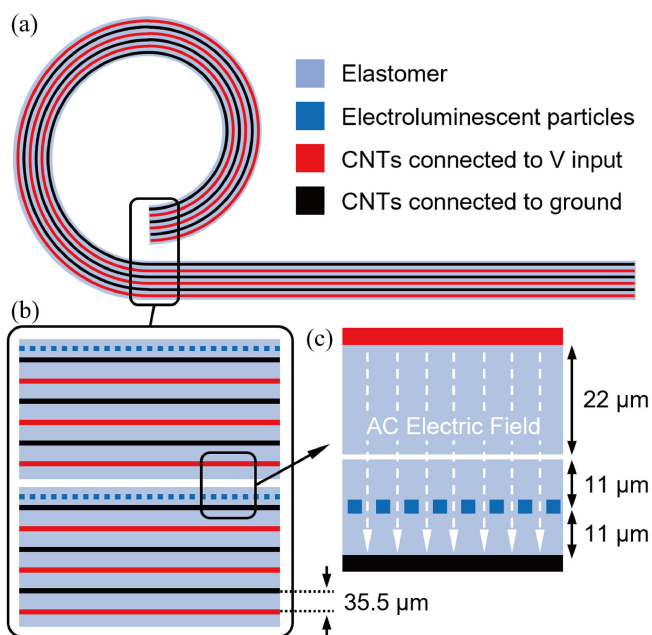 (a)
Elastomer
Electroluminescent particles
CNTs connected to V input
CNTs connected to ground
(b)
(c)
AC Electric Field
22 μm
11 μm
11 μm
35.5 μm